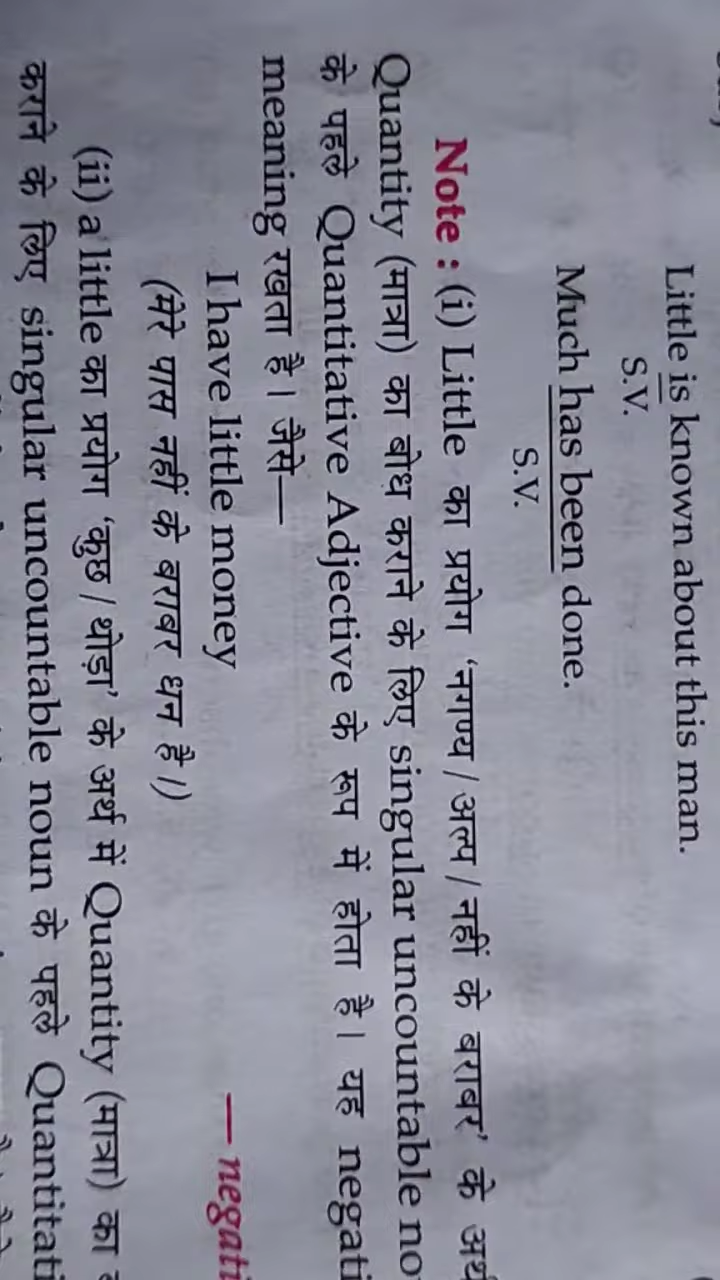 Little is known about this man.
S.V.
Much has been done.
S.V.
Note : (i) Little का प्रयोग ‘नगण्य / अल्प / नहीं के बराबर’ के
Quantity (मात्रा) का बोध कराने के लिए singular uncountable
के पहले Quantitative Adjective के रूप में होता है। यह
meaning रखता है। जैसे—
I have little money —
(मेरे पास नहीं के बराबर धन है।)
(ii) a little का प्रयोग ‘कुछ / थोड़ा’ के अर्थ में Quantity (मात्रा) का
कराने के लिए singular uncountable noun के पहले